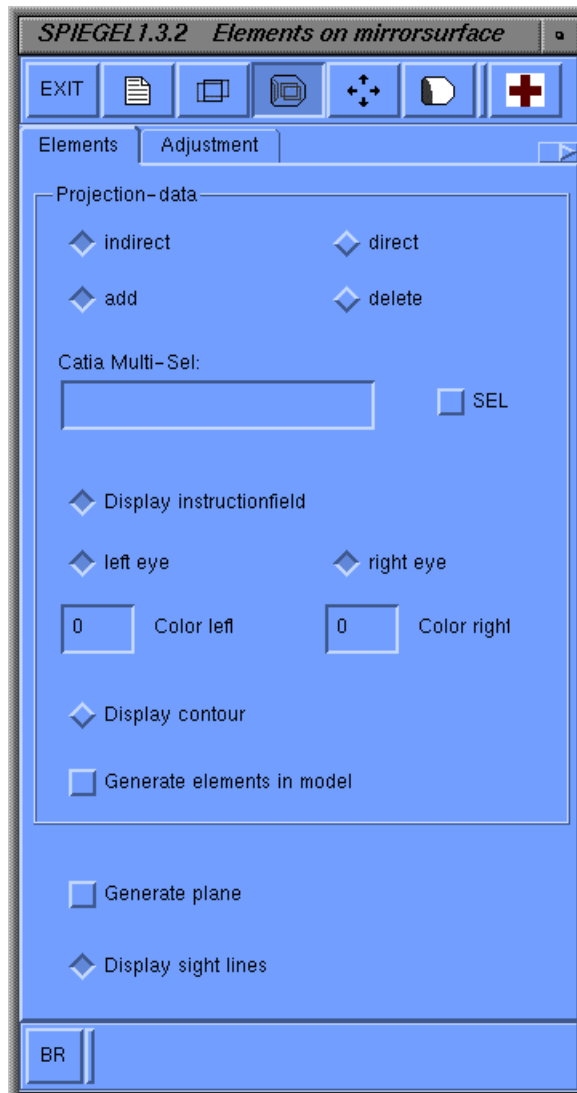 SPIEGEL1.3.2 Elements on mirrorsurface
EXIT
Elements Adjustment
Projection-data
indirect direct
add delete
Catia Multi-Sel:
SEL
Display instructionfield
left eye right eye
0 Color left 0 Color right
Display contour
Generate elements in model
Generate plane
Display sight lines
BR